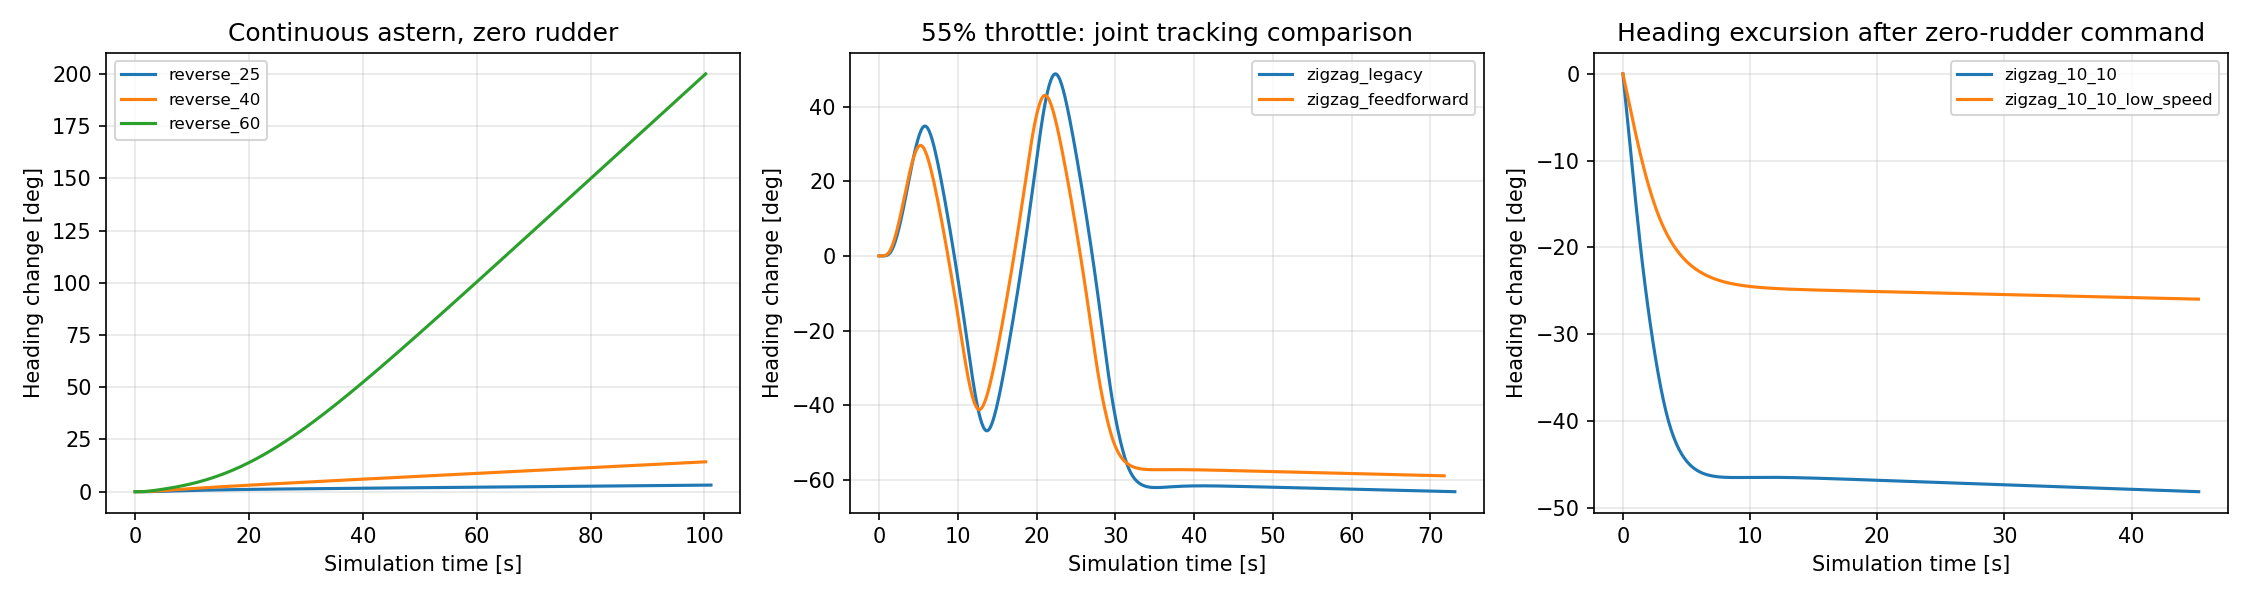 Continuous astern, zero rudder
reverse_25
reverse_40
reverse_60
Heading change [deg]
200
175
150
125
100
75
50
25
0
0 20 40 60 80 100
Simulation time [s]
55% throttle: joint tracking comparison
zigzag_legacy
zigzag_feedforward
Heading change [deg]
40
20
0
−20
−40
−60
0 10 20 30 40 50 60 70
Simulation time [s]
Heading excursion after zero-rudder command
zigzag_10_10
zigzag_10_10_low_speed
Heading change [deg]
0
−10
−20
−30
−40
−50
0 10 20 30 40
Simulation time [s]